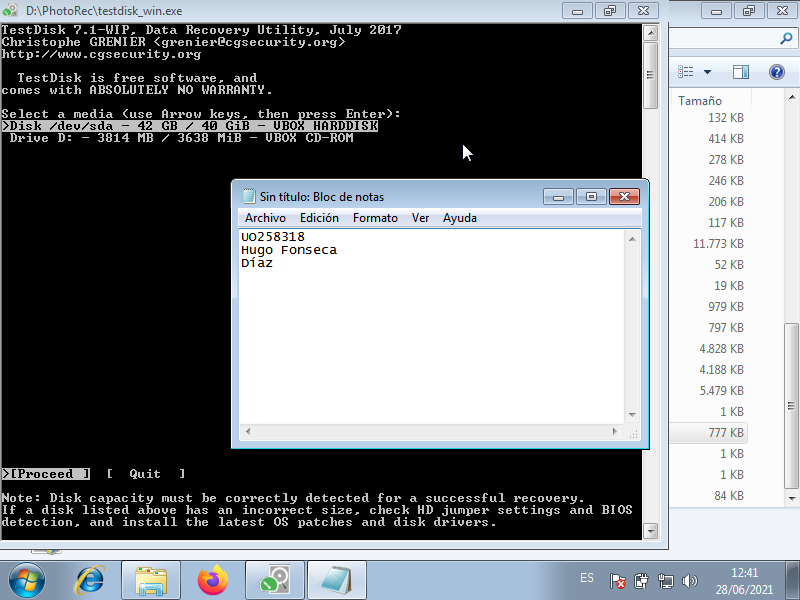 D:\PhotoRec\testdisk_win.exe
TestDisk 7.1-WIP, Data Recovery Utility, July 2017
Christophe GRENIER <grenier@cgsecurity.org>
http://www.cgsecurity.org
TestDisk is free software, and
comes with ABSOLUTELY NO WARRANTY.
Select a media (use Arrow keys, then press Enter):
>Disk /dev/sda - 42 GB / 40 GiB - VBOX HARDDISK
Drive D: - 3814 MB / 3638 MiB - VBOX CD-ROM
Sin título: Bloc de notas
Archivo Edición Formato Ver Ayuda
UO258318
Hugo Fonseca
Díaz
>[Proceed ] [ Quit ]
Note: Disk capacity must be correctly detected for a successful recovery.
If a disk listed above has an incorrect size, check HD jumper settings and BIOS
detection, and install the latest OS patches and disk drivers.
Tamaño
132 KB
414 KB
278 KB
246 KB
206 KB
117 KB
11.773 KB
52 KB
19 KB
979 KB
797 KB
4.828 KB
4.188 KB
5.479 KB
1 KB
777 KB
1 KB
1 KB
84 KB
ES
12:41
28/06/2021